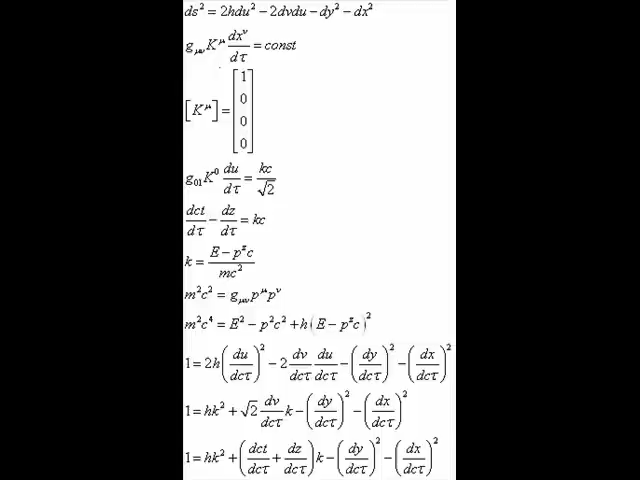 ds² = 2hdu² − 2dvdu − dy² − dx²
g_μν K^μ dx^ν/dτ = const
[K^μ] = [1 0 0 0]
g₀₁K⁰ du/dτ = kc/√2
dct/dτ − dz/dτ = kc
k = (E − p^z c)/mc²
m²c² = g_μν p^μ p^ν
m²c⁴ = E² − p²c² + h(E − p^z c)²
1 = 2h(du/dcτ)² − 2 dv/dcτ du/dcτ − (dy/dcτ)² − (dx/dcτ)²
1 = hk² + √2 dv/dcτ k − (dy/dcτ)² − (dx/dcτ)²
1 = hk² + (dct/dcτ + dz/dcτ)k − (dy/dcτ)² − (dx/dcτ)²